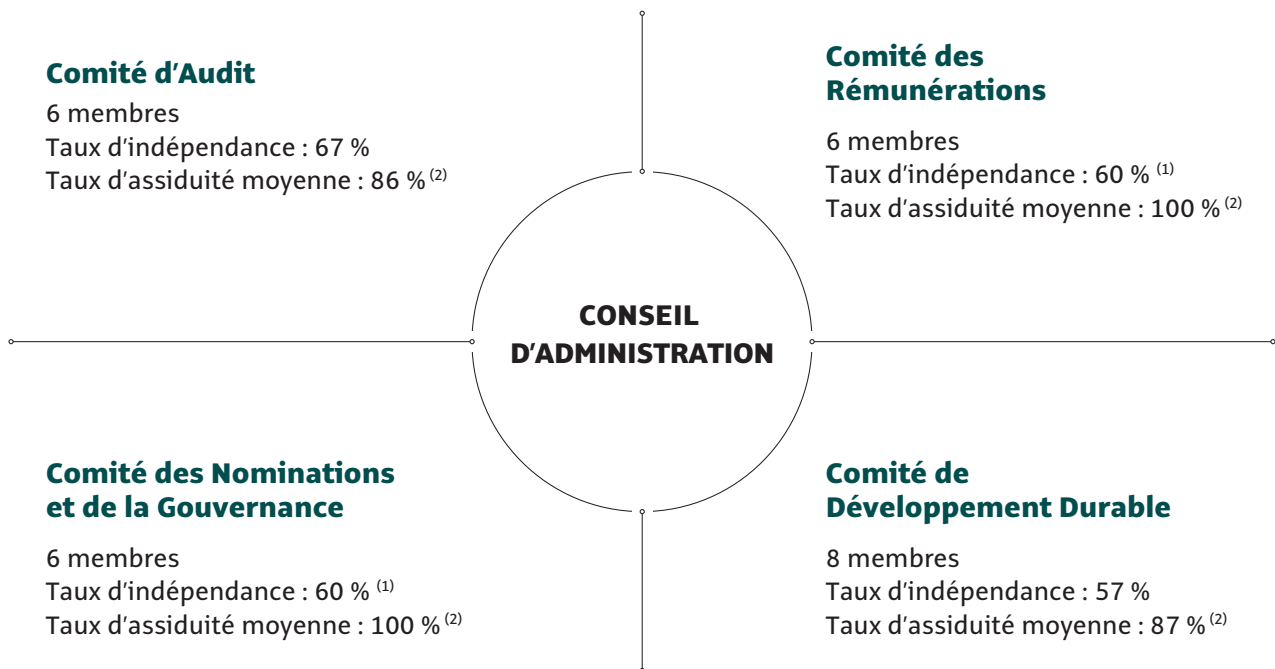 Comité d'Audit
6 membres
Taux d'indépendance : 67 %
Taux d'assiduité moyenne : 86 % (2)
Comité des
Rémunérations
6 membres
Taux d'indépendance : 60 % (1)
Taux d'assiduité moyenne : 100 % (2)
CONSEIL
D'ADMINISTRATION
Comité des Nominations
et de la Gouvernance
6 membres
Taux d'indépendance : 60 % (1)
Taux d'assiduité moyenne : 100 % (2)
Comité de
Développement Durable
8 membres
Taux d'indépendance : 57 %
Taux d'assiduité moyenne : 87 % (2)